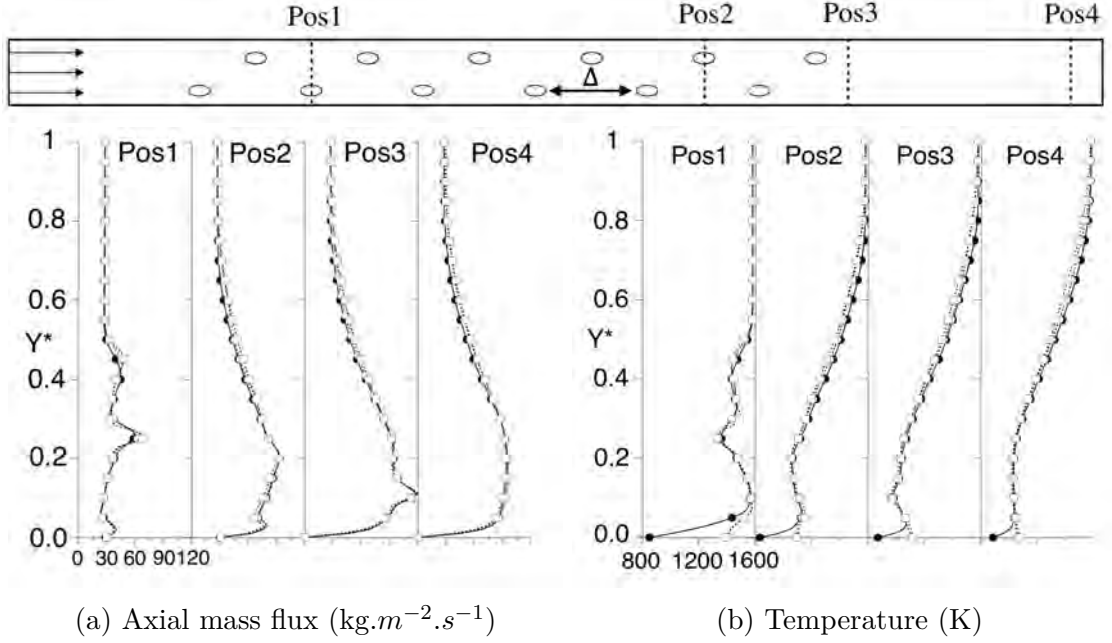 Pos1 Pos2 Pos3 Pos4
Δ
1 Pos1 Pos2 Pos3 Pos4
0.8
0.6
Y*
0.4
0.2
0.0
0 30 60 90 120
1 Pos1 Pos2 Pos3 Pos4
0.8
0.6
Y*
0.4
0.2
0.0
800 1200 1600
(a) Axial mass flux (kg.m⁻².s⁻¹)
(b) Temperature (K)